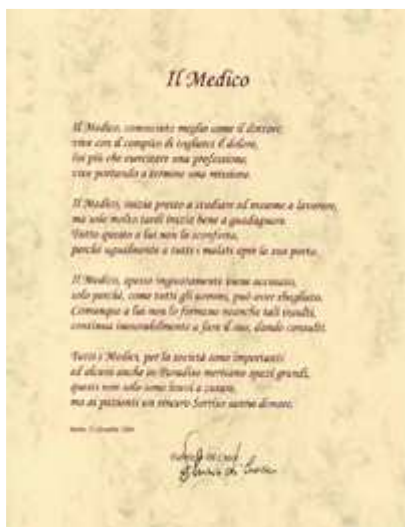 Il Medico
Il Medico, conosciuto meglio come il dottore,
vive con il compito di toglierci il dolore,
lui più che esercitare una professione,
vive portando a termine una missione.
Il Medico, inizia presto a studiare ed insieme a lavorare,
ma solo molto tardi inizia bene a guadagnare.
Tutto questo a lui non lo sconforta,
perché ugualmente a tutti i malati apre la sua porta.
Il Medico, spesso ingiustamente viene accusato,
solo perché, come tutti gli uomini, può aver sbagliato.
Comunque a lui non lo fermano neanche tali insulti,
continua inesorabilmente a fare il suo, dando consulti.
Tutti i Medici, per la società sono importanti
ed alcuni anche in Paradiso meritano spazi grandi,
questi non solo sono bravi a curare,
ma ai pazienti un sincero Sorriso sanno donare.